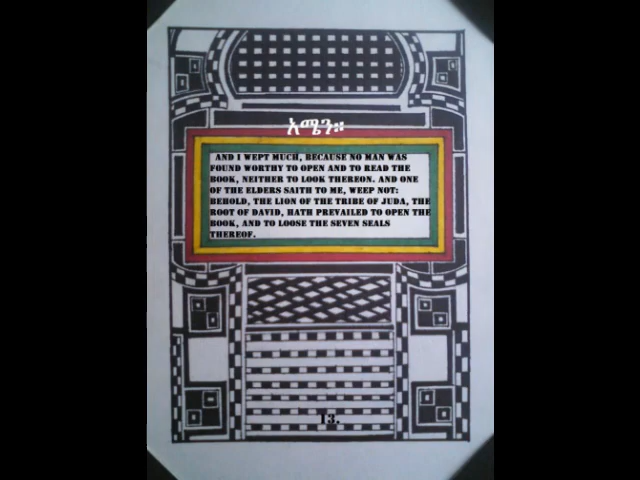 አሜን።
AND I WEPT MUCH, BECAUSE NO MAN WAS
FOUND WORTHY TO OPEN AND TO READ THE
BOOK, NEITHER TO LOOK THEREON. AND ONE
OF THE ELDERS SAITH TO ME, WEEP NOT:
BEHOLD, THE LION OF THE TRIBE OF JUDA, THE
ROOT OF DAVID, HATH PREVAILED TO OPEN THE
BOOK, AND TO LOOSE THE SEVEN SEALS
THEREOF.
13.